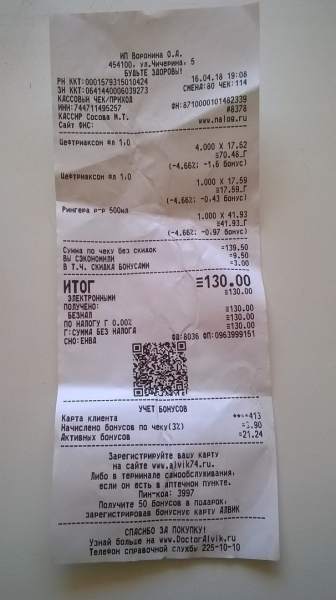 ИП Воронина О.А.
454100, ул.Чичерина, 5
БУДЬТЕ ЗДОРОВЫ!
РН ККТ:0001579315010424 16.04.18 19:08
ЗН ККТ:0641440006039273 СМЕНА:80 ЧЕК:114
КАССОВЫЙ ЧЕК/ПРИХОД
ИНН:744711495257 ФН:8710000101482339
КАССИР Сосова М.Т. #8378
Сайт ФНС: www.nalog.ru
Цефтриаксон фл 1,0 4.000 X 17.62
≡70.48_Г
(-4.66%; -1.6 бонус)
Цефтриаксон фл 1,0 1.000 X 17.59
≡17.59_Г
(-4.66%; -0.43 бонус)
Рингера р-р 500мл 1.000 X 41.93
≡41.93_Г
(-4.66%; -0.97 бонус)
Сумма по чеку без скидок =139.50
ВЫ СЭКОНОМИЛИ =9.50
В Т.Ч. СКИДКА БОНУСАМИ =3.00
ИТОГ ≡130.00
ЭЛЕКТРОННЫМИ ≡130.00
ПОЛУЧЕНО:
БЕЗНАЛ ≡130.00
ПО НАЛОГУ Г 0.00% ≡130.00
Г:СУММА БЕЗ НАЛОГА ≡130.00
СНО:ЕНВД ФД:8036 ФП:0963999151
УЧЕТ БОНУСОВ
Карта клиента ****413
Начислено бонусов по чеку(3%) =3.90
Активных бонусов =21.24
Зарегистрируйте вашу карту
на сайте www.alvik74.ru.
Либо в терминале самообслуживания,
если он есть в аптечном пункте.
Пин-код: 3997
Получите 50 бонусов в подарок,
зарегистрировав бонусную карту АЛВИК
СПАСИБО ЗА ПОКУПКУ!
Узнай больше на www.DoctorAlvik.ru
Телефон справочной службы 225-10-10